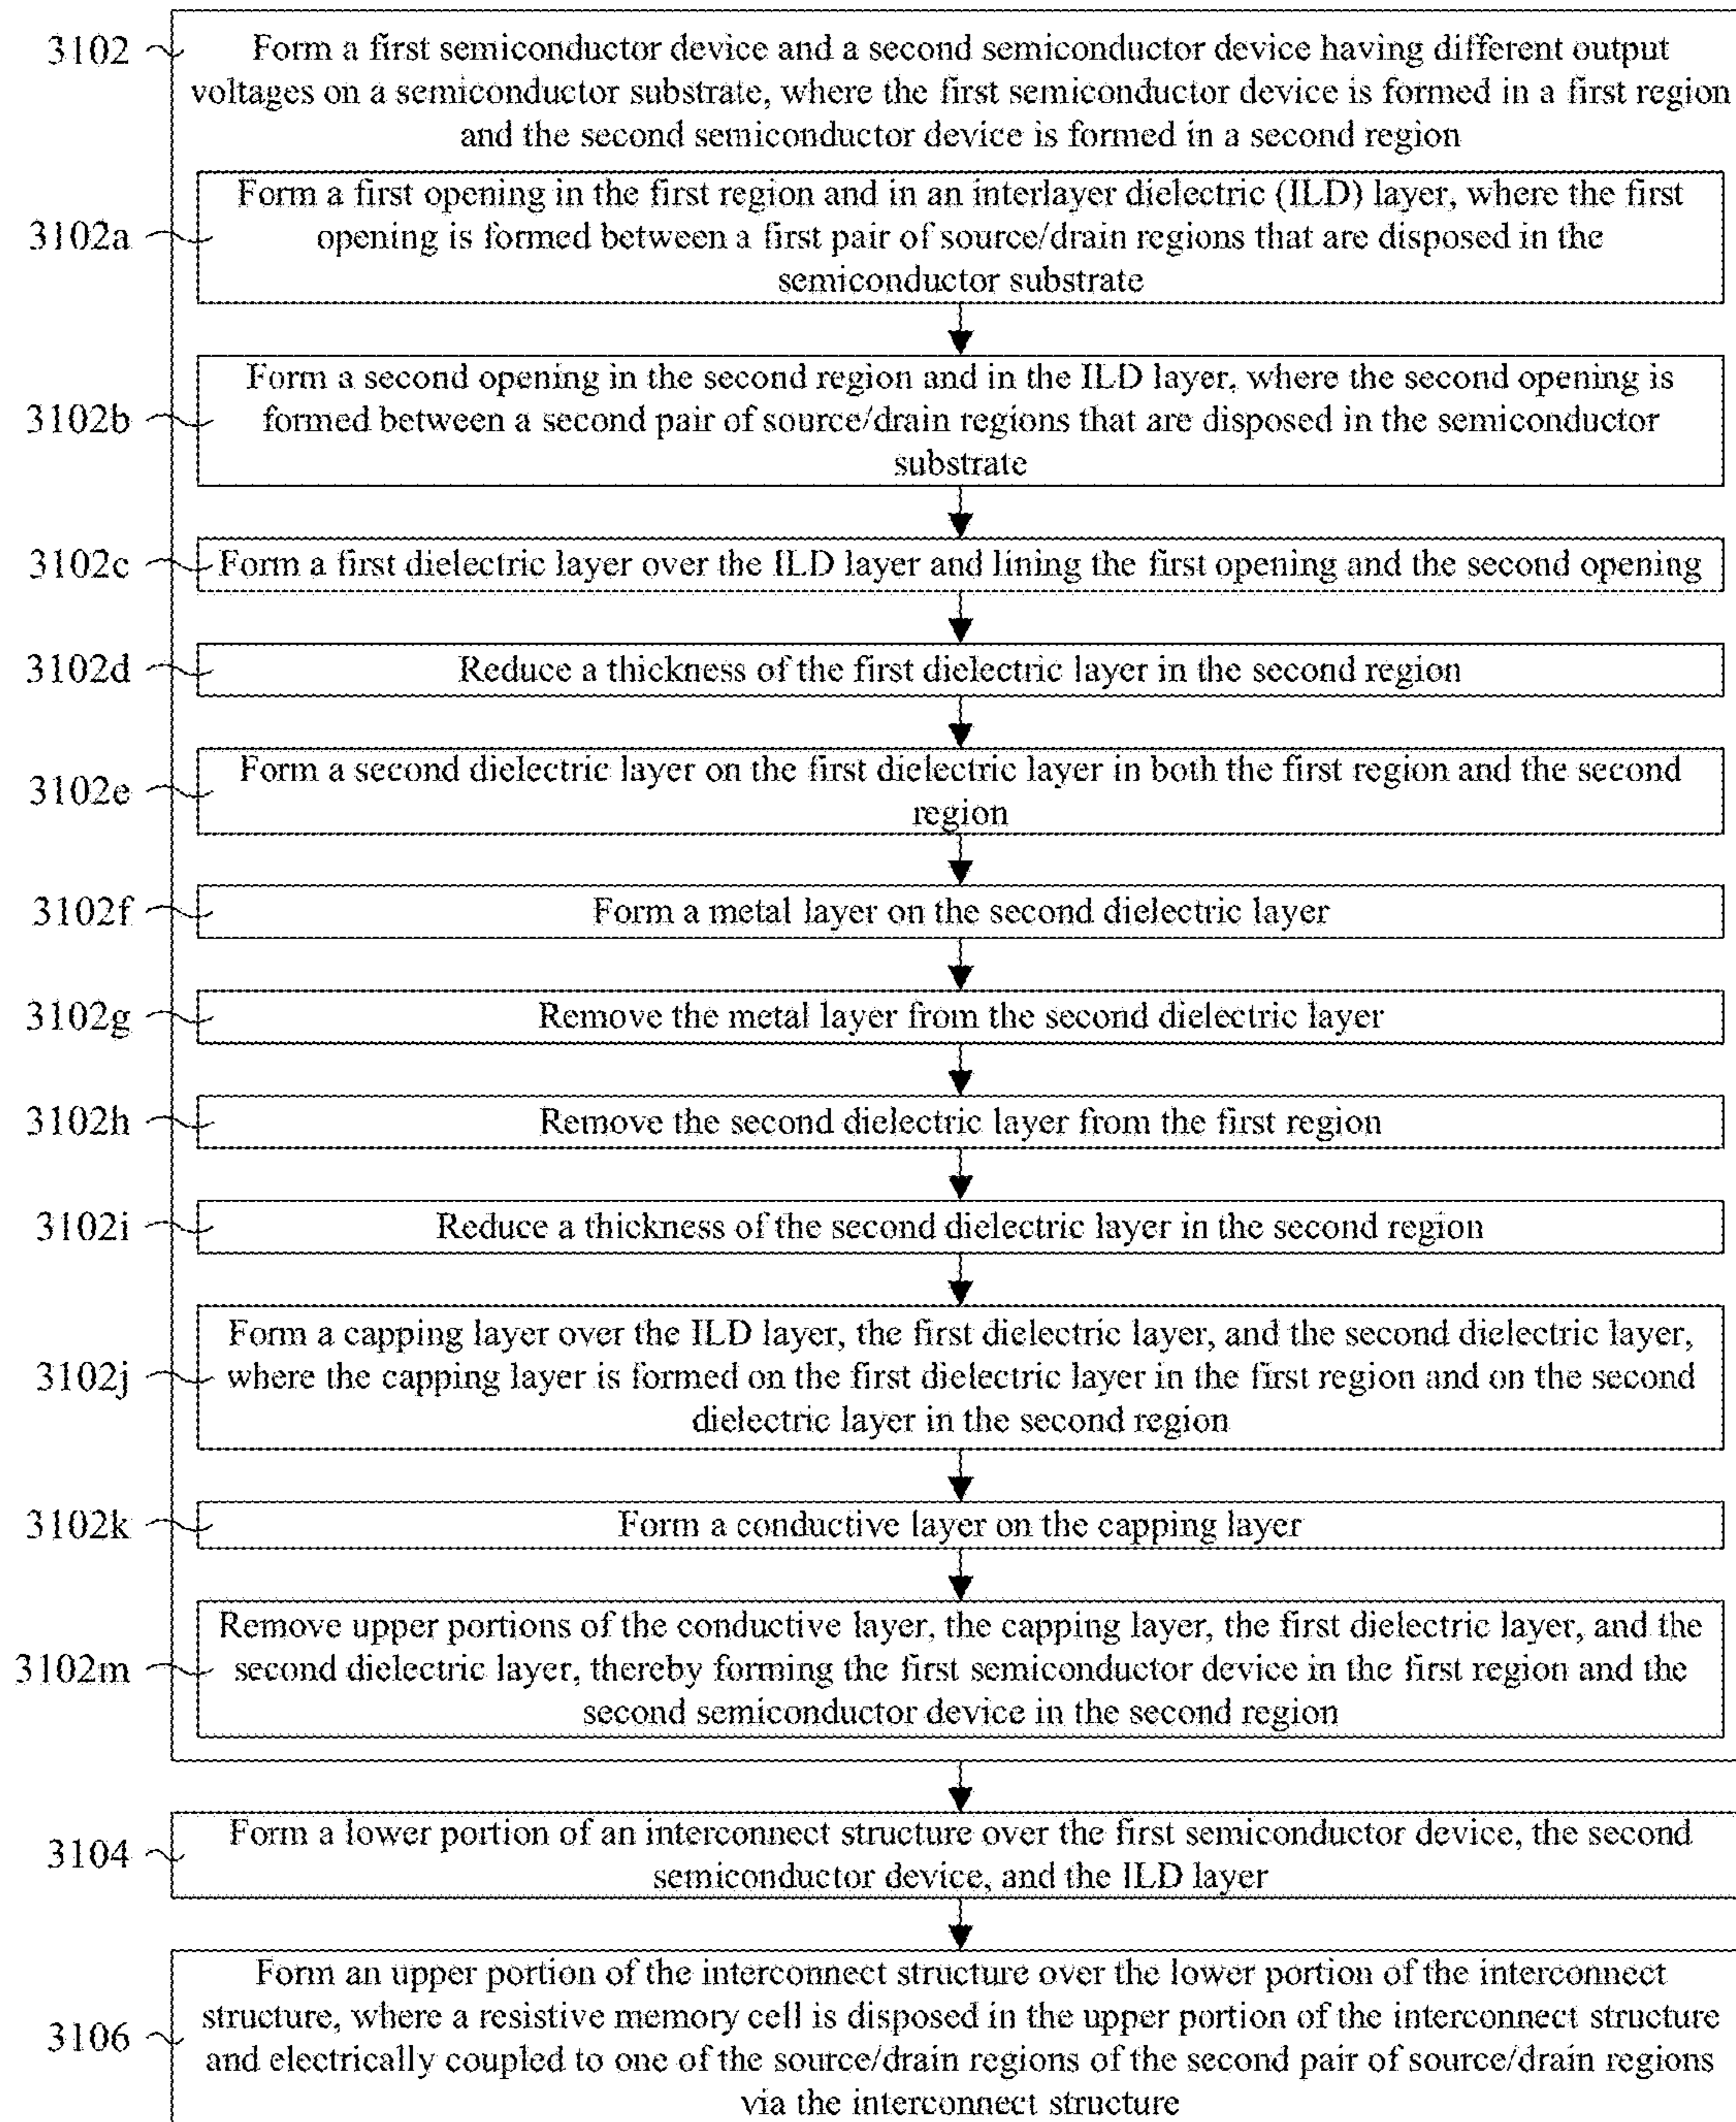 3102
Form a first semiconductor device and a second semiconductor device having different output
voltages on a semiconductor substrate, where the first semiconductor device is formed in a first region
and the second semiconductor device is formed in a second region
3102a
Form a first opening in the first region and in an interlayer dielectric (ILD) layer, where the first
opening is formed between a first pair of source/drain regions that are disposed in the
semiconductor substrate
3102b
Form a second opening in the second region and in the ILD layer, where the second opening is
formed between a second pair of source/drain regions that are disposed in the semiconductor
substrate
3102c
Form a first dielectric layer over the ILD layer and lining the first opening and the second opening
3102d
Reduce a thickness of the first dielectric layer in the second region
3102e
Form a second dielectric layer on the first dielectric layer in both the first region and the second
region
3102f
Form a metal layer on the second dielectric layer
3102g
Remove the metal layer from the second dielectric layer
3102h
Remove the second dielectric layer from the first region
3102i
Reduce a thickness of the second dielectric layer in the second region
3102j
Form a capping layer over the ILD layer, the first dielectric layer, and the second dielectric layer,
where the capping layer is formed on the first dielectric layer in the first region and on the second
dielectric layer in the second region
3102k
Form a conductive layer on the capping layer
3102m
Remove upper portions of the conductive layer, the capping layer, the first dielectric layer, and the
second dielectric layer, thereby forming the first semiconductor device in the first region and the
second semiconductor device in the second region
3104
Form a lower portion of an interconnect structure over the first semiconductor device, the second
semiconductor device, and the ILD layer
3106
Form an upper portion of the interconnect structure over the lower portion of the interconnect
structure, where a resistive memory cell is disposed in the upper portion of the interconnect structure
and electrically coupled to one of the source/drain regions of the second pair of source/drain regions
via the interconnect structure